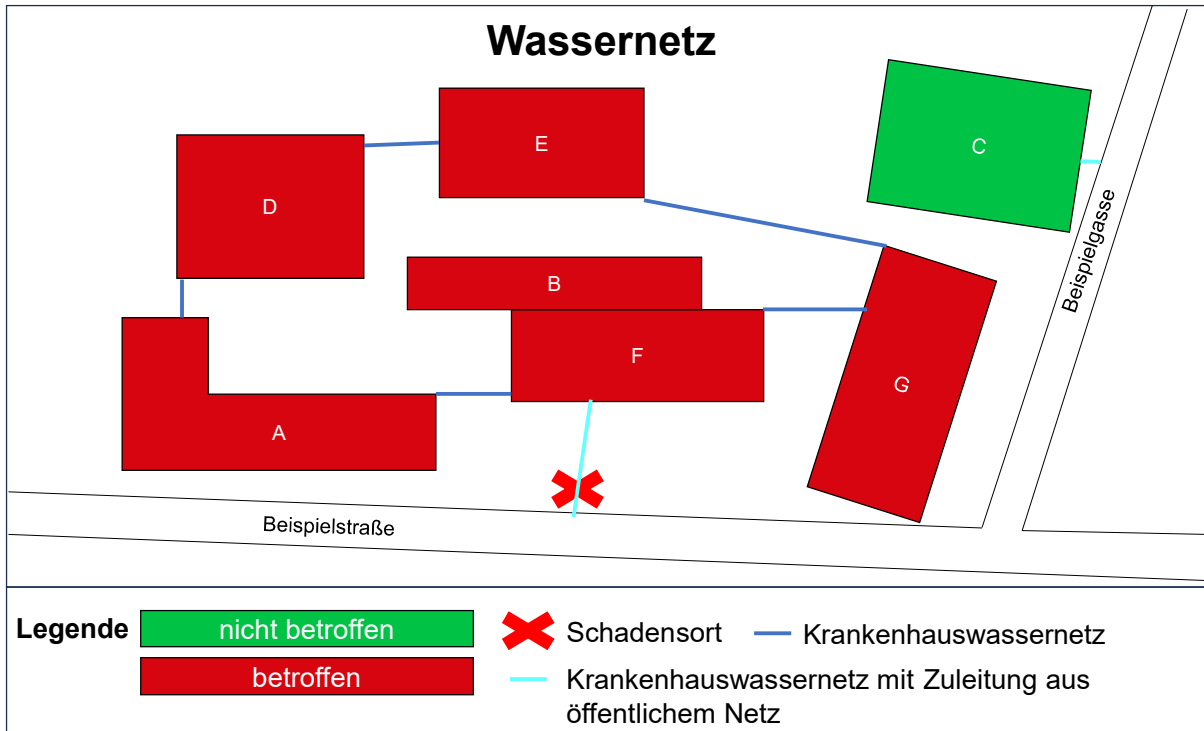 Wassernetz
E
C
D
B
F
G
A
Beispielgasse
Beispielstraße
Legende
nicht betroffen
betroffen
Schadensort
Krankenhauswassernetz
Krankenhauswassernetz mit Zuleitung aus
öffentlichem Netz